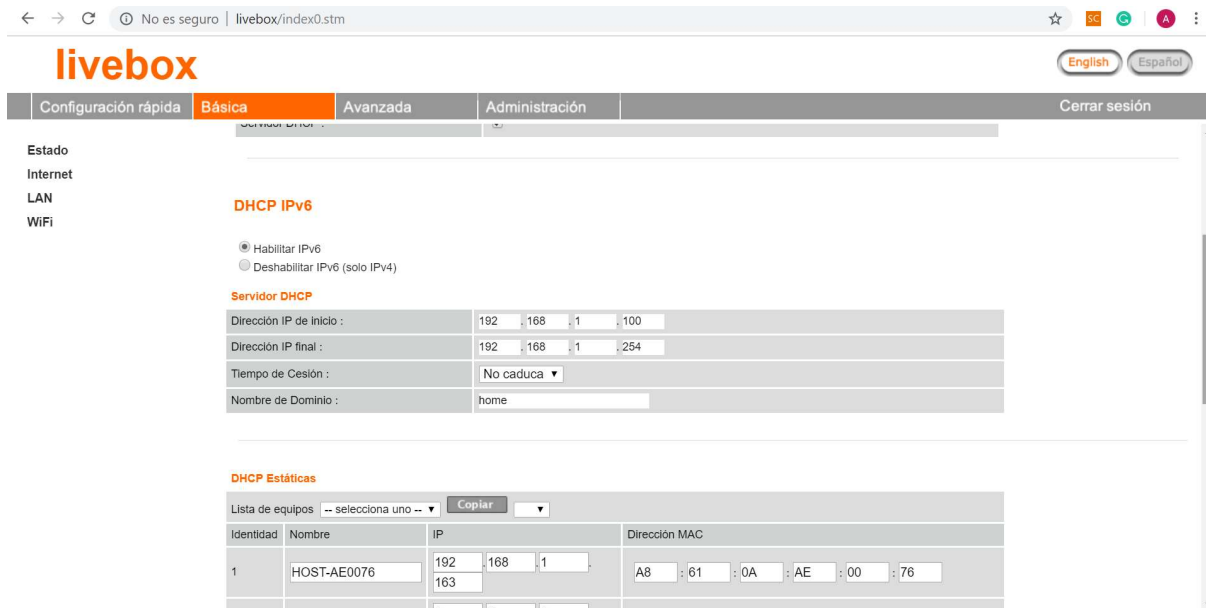 No es seguro | livebox/index0.stm
SC G A
livebox
English Español
Configuración rápida Básica Avanzada Administración Cerrar sesión
Servidor DHCP :
Estado
Internet
LAN
WiFi
DHCP IPv6
Habilitar IPv6
Deshabilitar IPv6 (solo IPv4)
Servidor DHCP
Dirección IP de inicio : 192 . 168 . 1 . 100
Dirección IP final : 192 . 168 . 1 . 254
Tiempo de Cesión : No caduca
Nombre de Dominio : home
DHCP Estáticas
Lista de equipos -- selecciona uno -- Copiar
Identidad Nombre IP Dirección MAC
1 HOST-AE0076 192 . 168 . 1 . 163 A8 : 61 : 0A : AE : 00 : 76